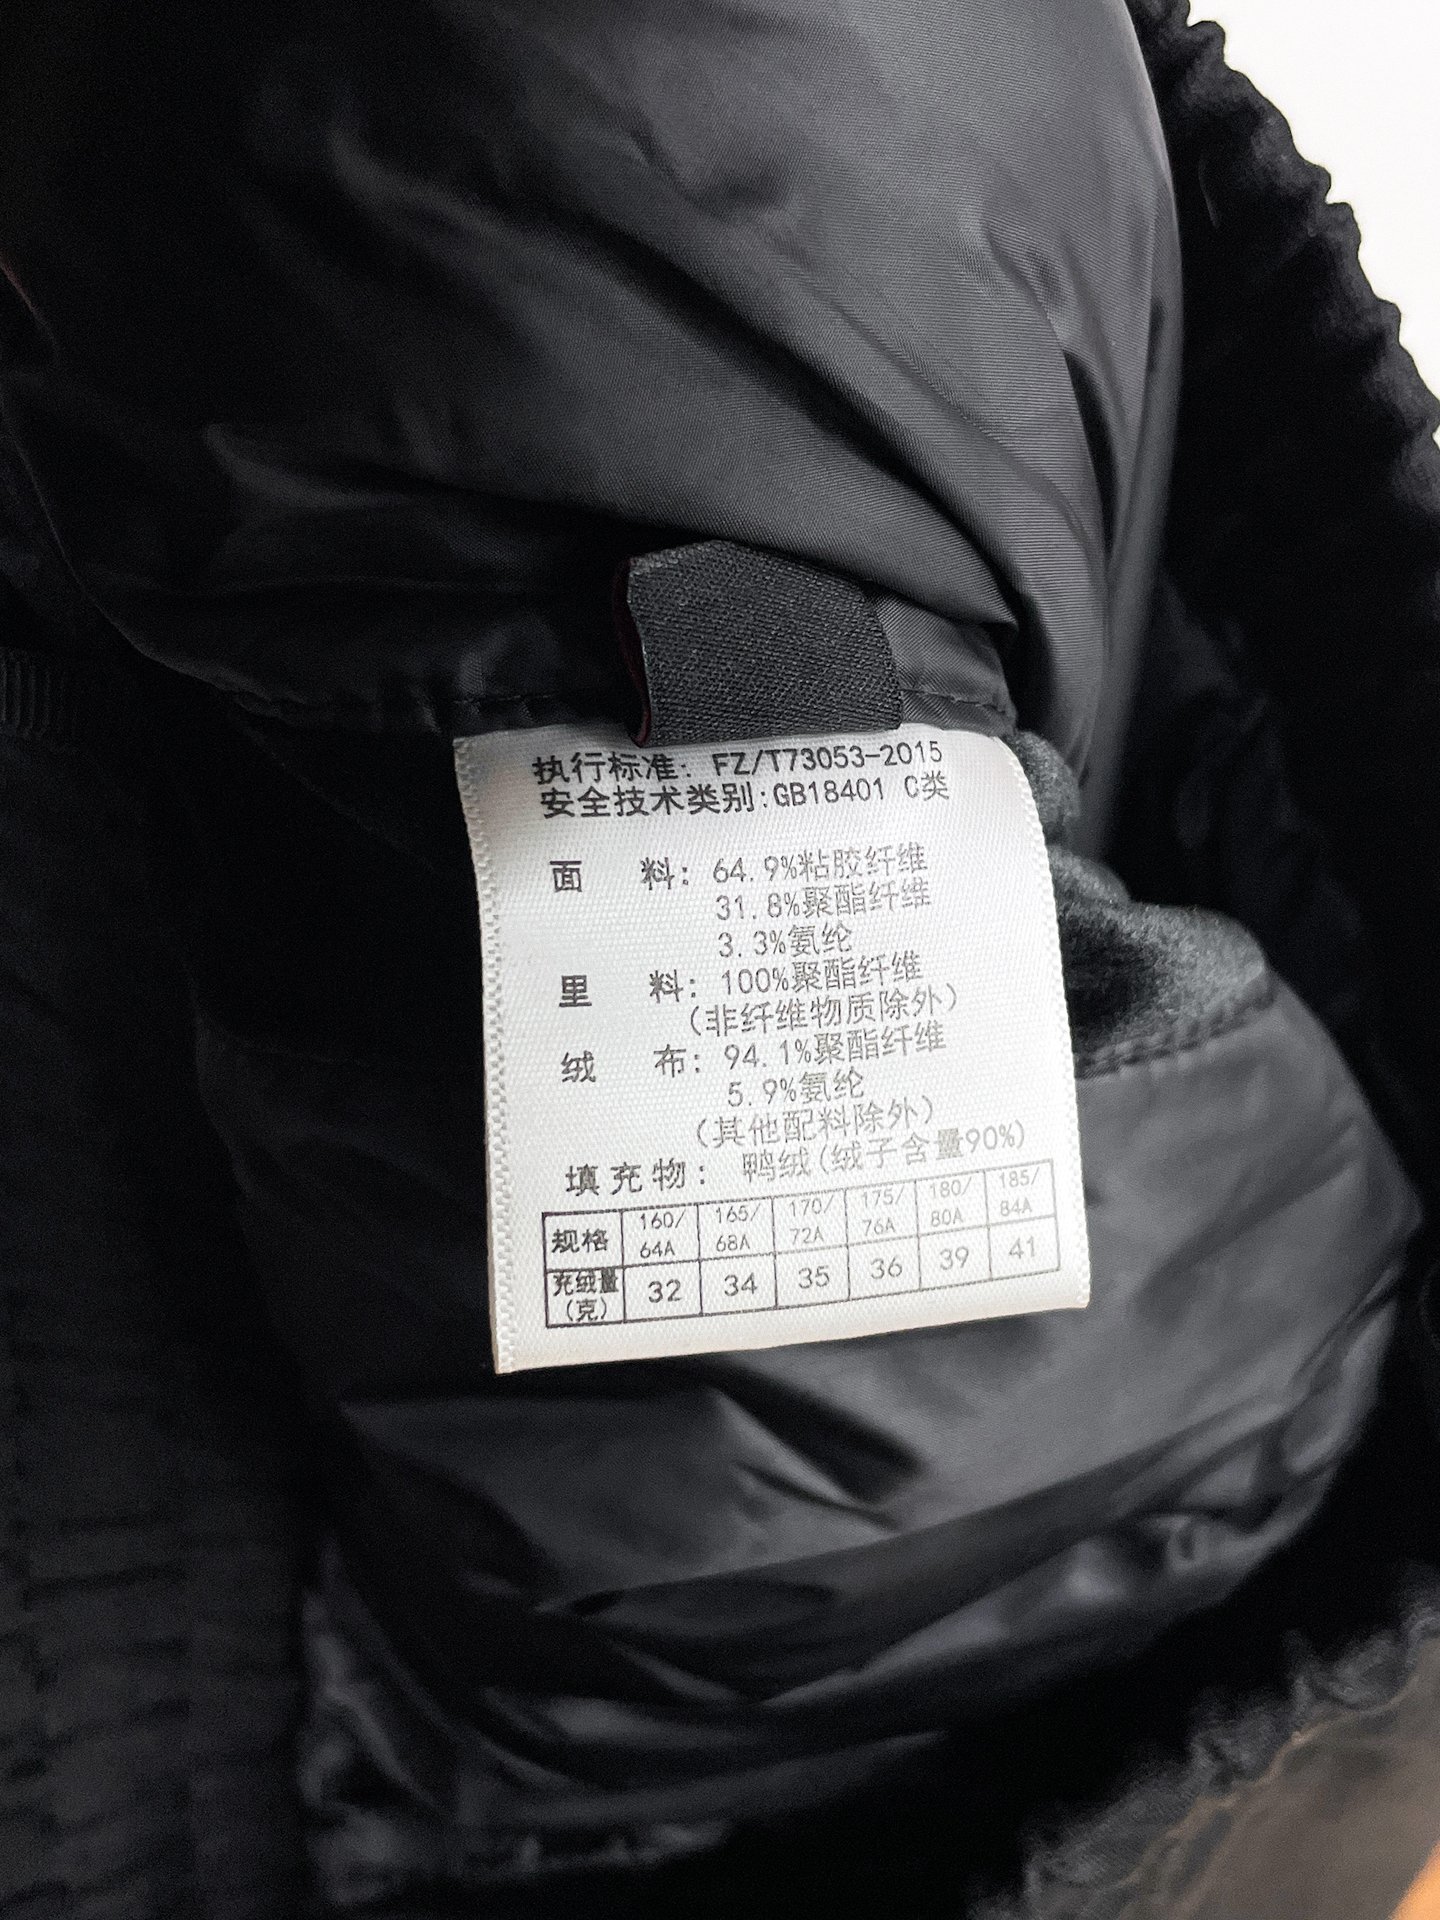 执行标准: FZ/T73053-2015
安全技术类别:GB18401 C类
面 料: 64.9%粘胶纤维
31.8%聚酯纤维
3.3%氨纶
里 料: 100%聚酯纤维
(非纤维物质除外)
绒 布: 94.1%聚酯纤维
5.9%氨纶
(其他配料除外)
填充物: 鸭绒(绒子含量90%)
规格 160/64A 165/68A 170/72A 175/76A 180/80A 185/84A
充绒量(克) 32 34 35 36 39 41